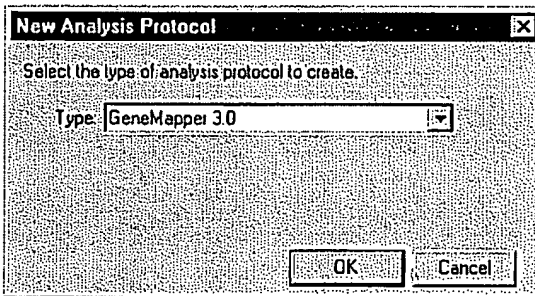 New Analysis Protocol
Select the type of analysis protocol to create.
Type: GeneMapper 3.0
OK Cancel